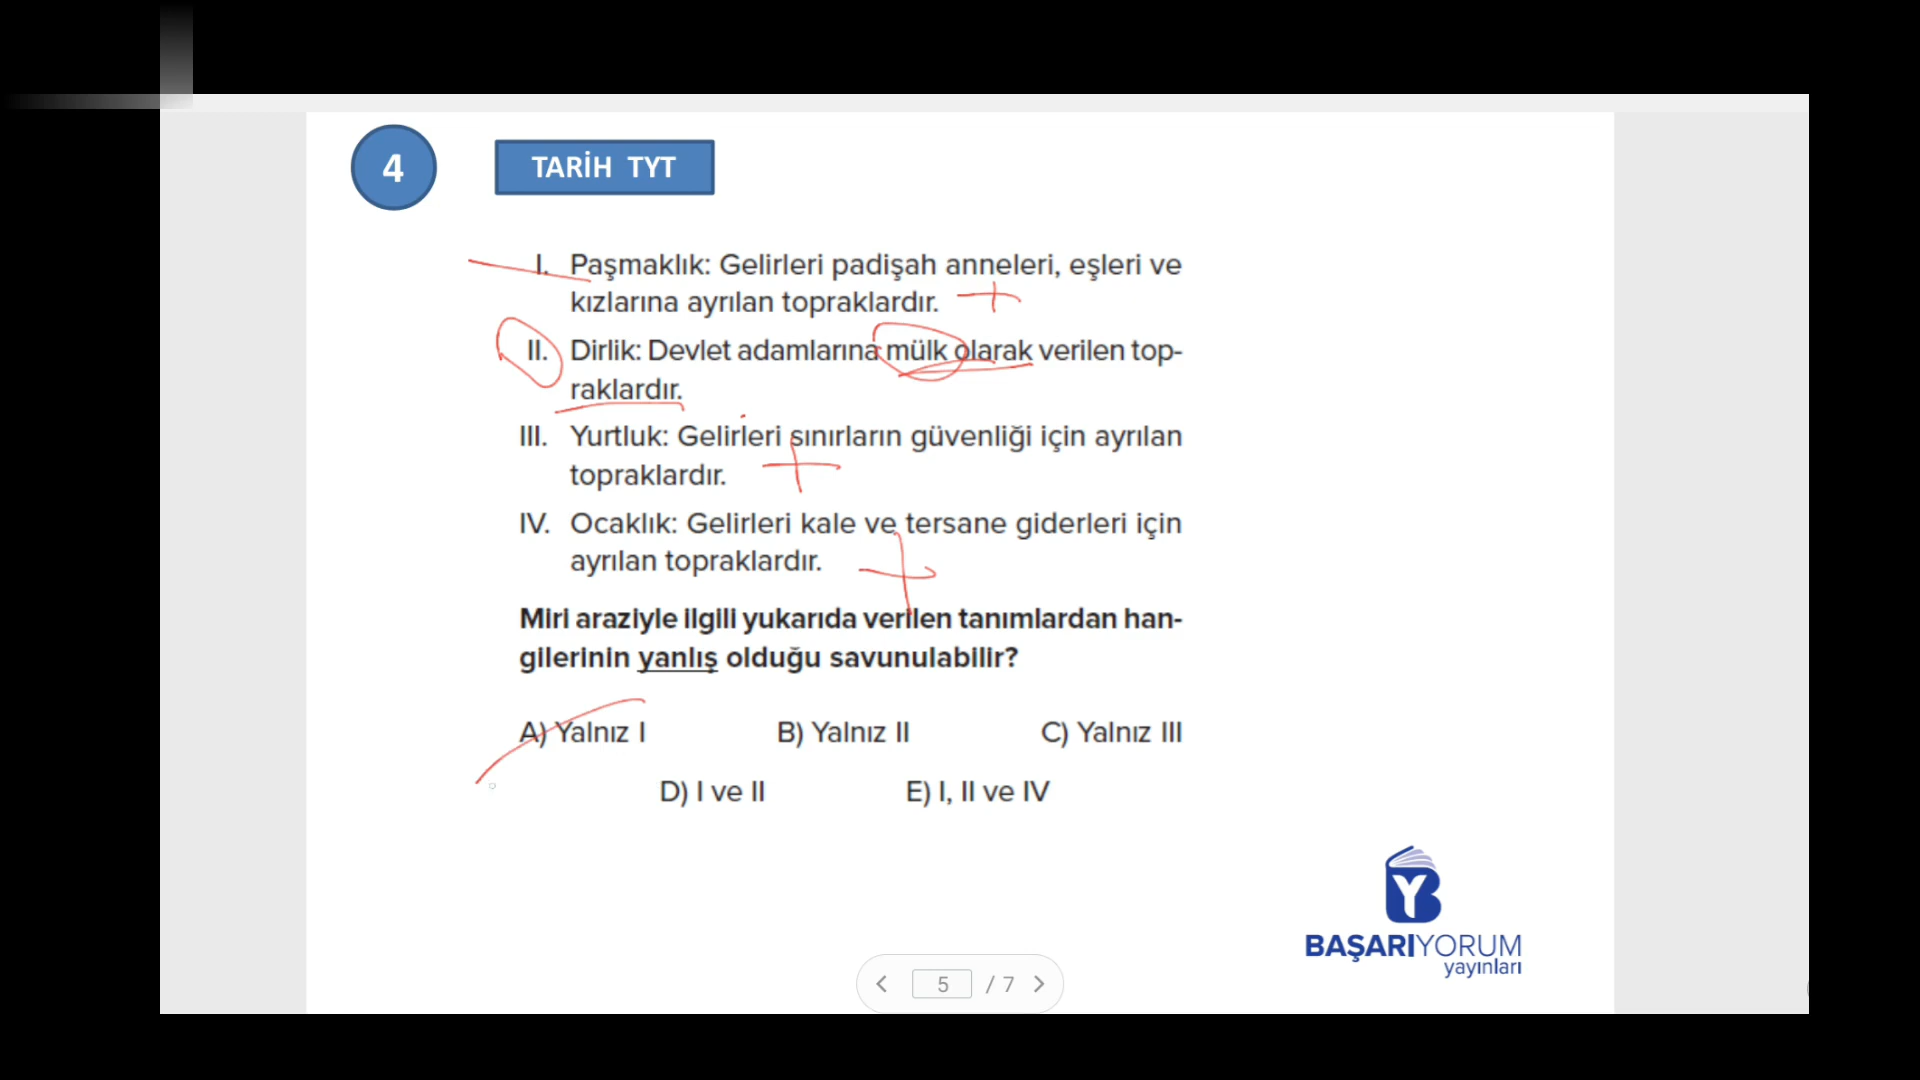 4
TARİH TYT
I. Paşmaklık: Gelirleri padişah anneleri, eşleri ve
kızlarına ayrılan topraklardır.
II. Dirlik: Devlet adamlarına mülk olarak verilen top-
raklardır.
III. Yurtluk: Gelirleri sınırların güvenliği için ayrılan
topraklardır.
IV. Ocaklık: Gelirleri kale ve tersane giderleri için
ayrılan topraklardır.
Miri araziyle ilgili yukarıda verilen tanımlardan han-
gilerinin yanlış olduğu savunulabilir?
A) Yalnız I B) Yalnız II C) Yalnız III
D) I ve II E) I, II ve IV
BAŞARIYORUM
yayınları
5 / 7